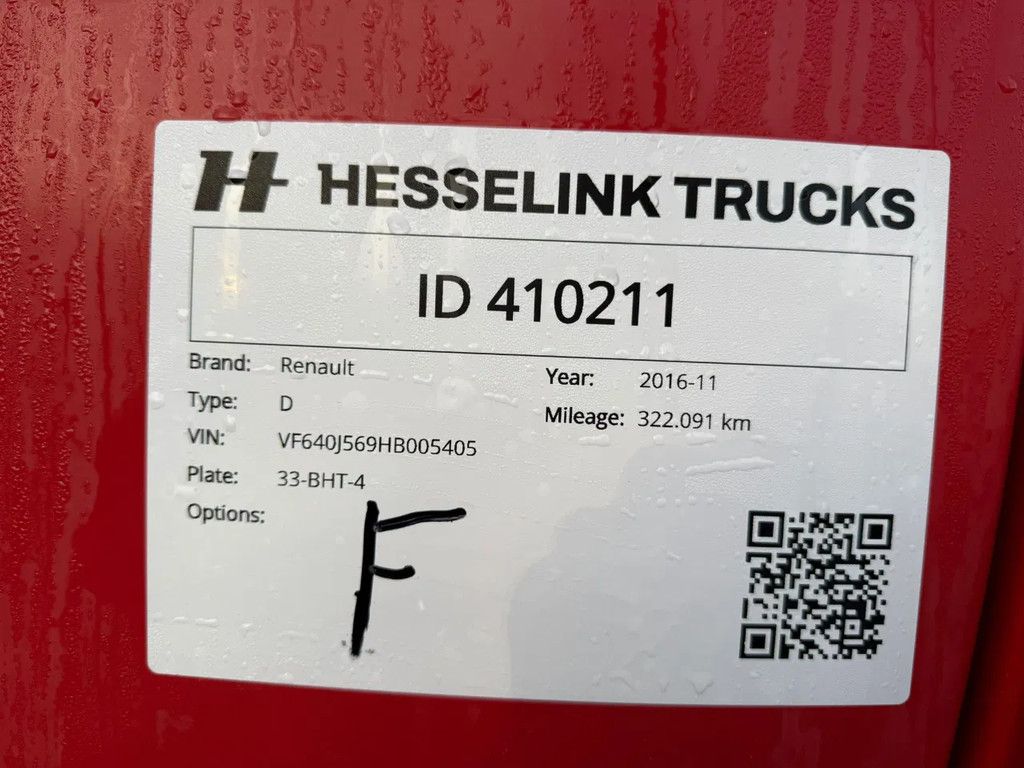 H HESSELINK TRUCKS
ID 410211
Brand: Renault Year: 2016-11
Type: D Mileage: 322.091 km
VIN: VF640J569HB005405
Plate: 33-BHT-4
Options:
F